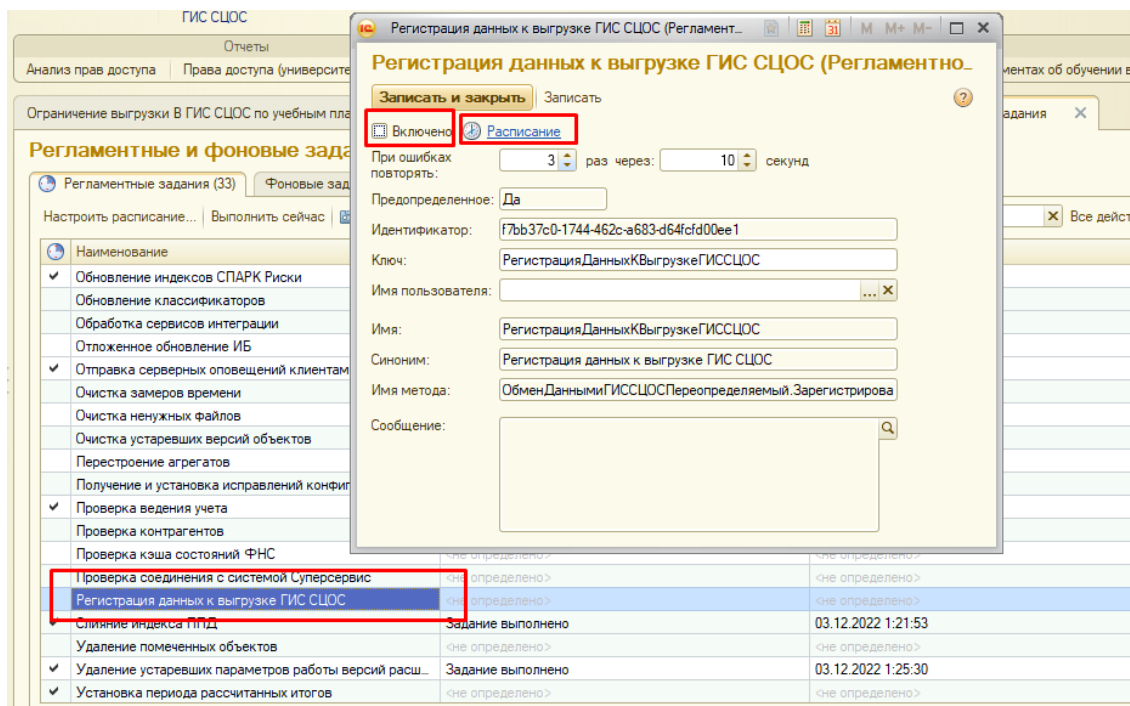 ГИС СЦОС
Отчеты
Анализ прав доступа
Права доступа (университе
ментах об обучении в
Ограничение выгрузки В ГИС СЦОС по учебным пла
адания
Регламентные и фоновые зада
Регламентные задания (33)
Фоновые зад
Настроить расписание...
Выполнить сейчас
Все дейст
Наименование
Обновление индексов СПАРК Риски
Обновление классификаторов
Обработка сервисов интеграции
Отложенное обновление ИБ
Отправка серверных оповещений клиентам
Очистка замеров времени
Очистка ненужных файлов
Очистка устаревших версий объектов
Перестроение агрегатов
Получение и установка исправлений конфиг
Проверка ведения учета
Проверка контрагентов
Проверка кэша состояний ФНС <не определено> <не определено>
Проверка соединения с системой Суперсервис <не определено> <не определено>
Регистрация данных к выгрузке ГИС СЦОС <не определено> <не определено>
Слияние индекса ППД Задание выполнено 03.12.2022 1:21:53
Удаление помеченных объектов <не определено> <не определено>
Удаление устаревших параметров работы версий расш... Задание выполнено 03.12.2022 1:25:30
Установка периода рассчитанных итогов <не определено> <не определено>
1С Регистрация данных к выгрузке ГИС СЦОС (Регламент... 31 M M+ M-
Регистрация данных к выгрузке ГИС СЦОС (Регламентно...
Записать и закрыть Записать ?
Включено Расписание
При ошибках
повторять: 3 раз через: 10 секунд
Предопределенное: Да
Идентификатор: f7bb37c0-1744-462c-a683-d64fcfd00ee1
Ключ: РегистрацияДанныхКВыгрузкеГИССЦОС
Имя пользователя: ...
Имя: РегистрацияДанныхКВыгрузкеГИССЦОС
Синоним: Регистрация данных к выгрузке ГИС СЦОС
Имя метода: ОбменДаннымиГИССЦОСПереопределяемый.Зарегистрирова
Сообщение: